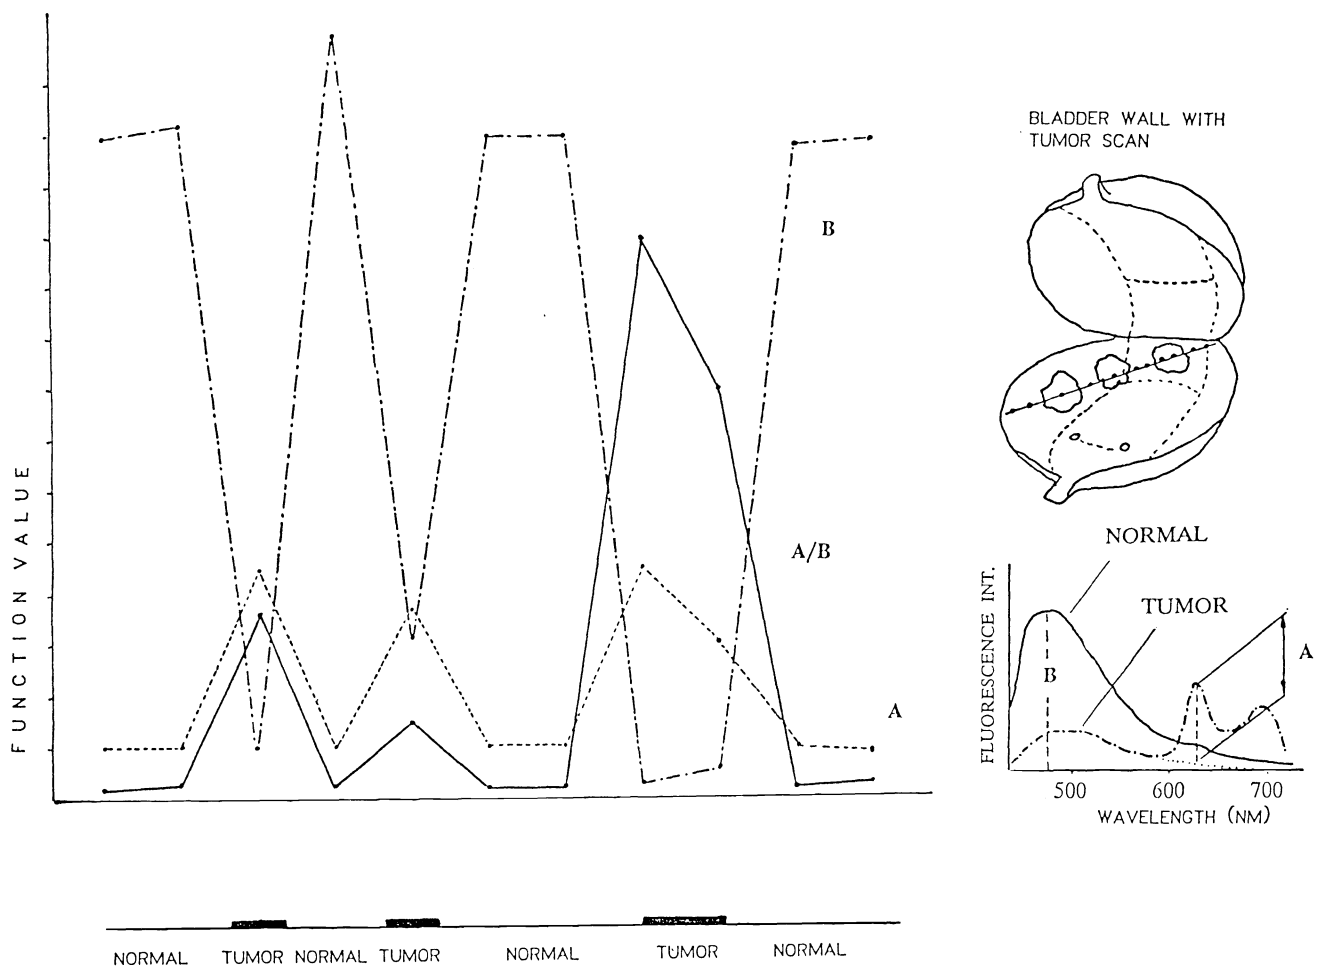 FUNCTION VALUE
B
A/B
A
NORMAL TUMOR NORMAL TUMOR NORMAL TUMOR NORMAL
BLADDER WALL WITH
TUMOR SCAN
NORMAL
TUMOR
A
B
FLUORESCENCE INT.
500 600 700
WAVELENGTH (NM)